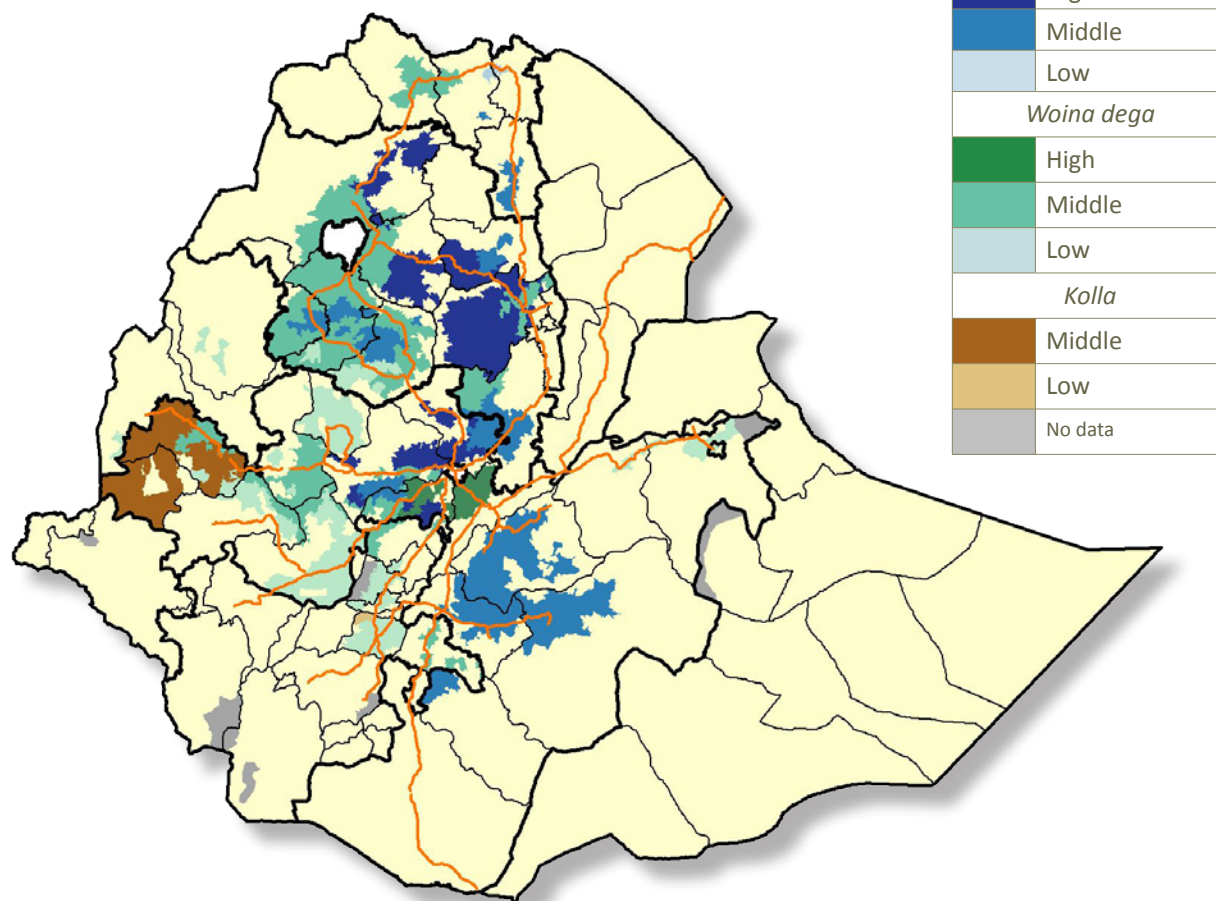 Middle
Low
Woina dega
High
Middle
Low
Kolla
Middle
Low
No data